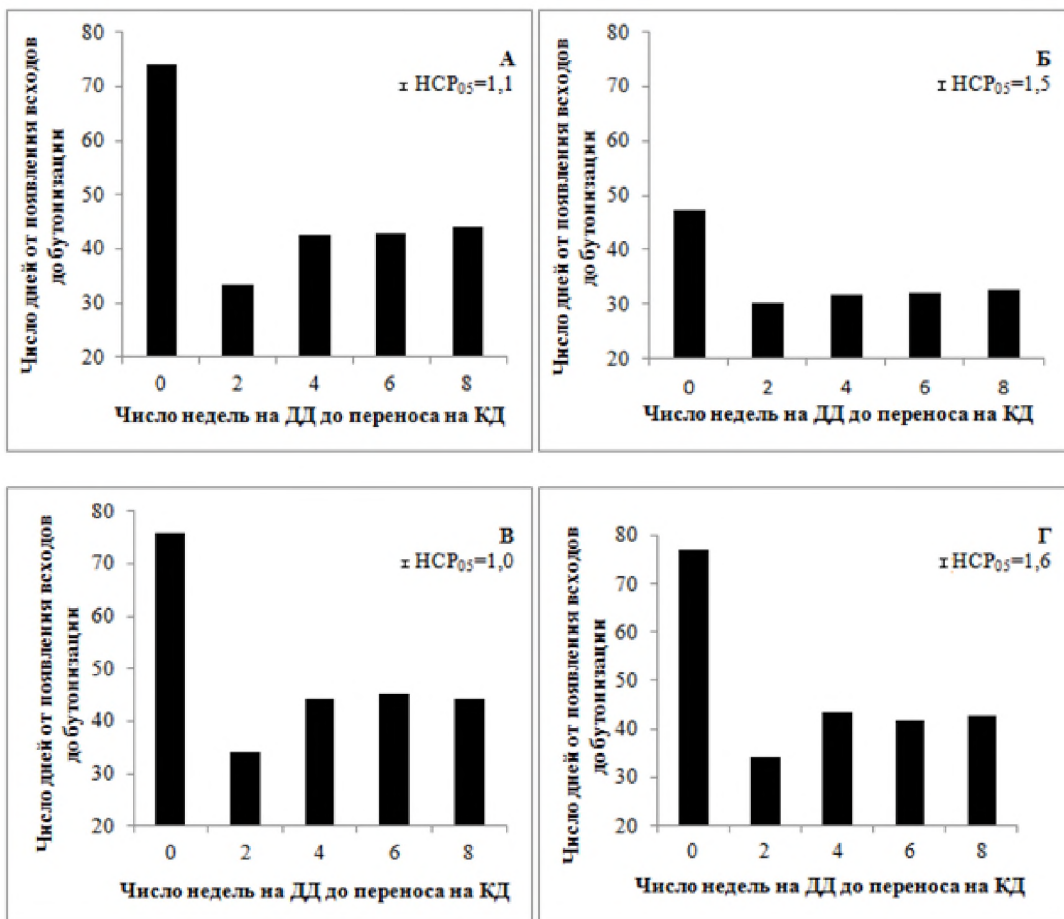 Число дней от появления всходов
до бутонизации
80
70
60
50
40
30
20
А
ɪ НСР05=1,1
0 2 4 6 8
Число недель на ДД до переноса на КД
Число дней от появления всходов
до бутонизации
80
70
60
50
40
30
20
Б
ɪ НСР05=1,5
0 2 4 6 8
Число недель на ДД до переноса на КД
Число дней от появления всходов
до бутонизации
80
70
60
50
40
30
20
В
ɪ НСР05=1,0
0 2 4 6 8
Число недель на ДД до переноса на КД
Число дней от появления всходов
до бутонизации
80
70
60
50
40
30
20
Г
ɪ НСР05=1,6
0 2 4 6 8
Число недель на ДД до переноса на КД